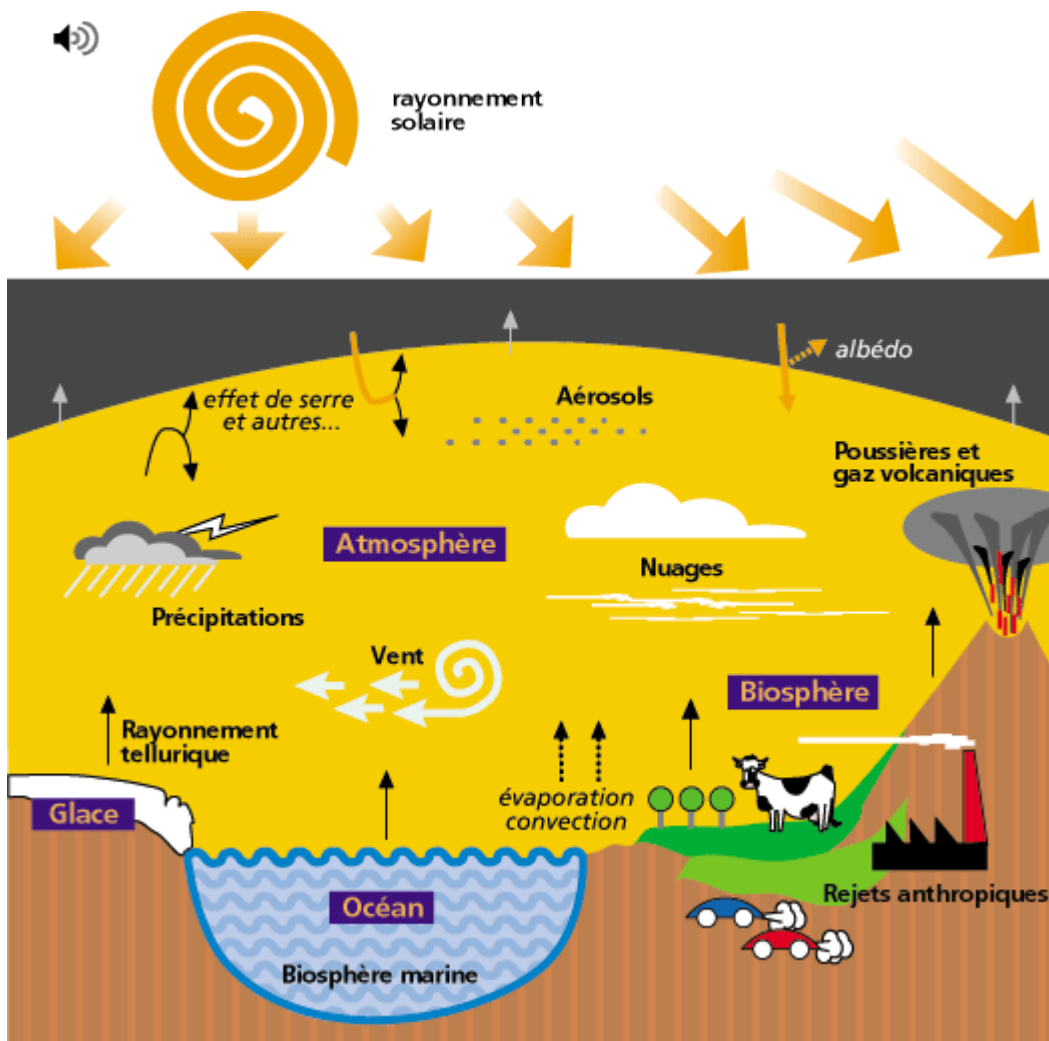 rayonnement
solaire
albédo
effet de serre
et autres...
Aérosols
Poussières et
gaz volcaniques
Atmosphère
Nuages
Précipitations
Vent
Biosphère
Rayonnement
tellurique
Glace
évaporation
convection
Océan
Rejets anthropiques
Biosphère marine